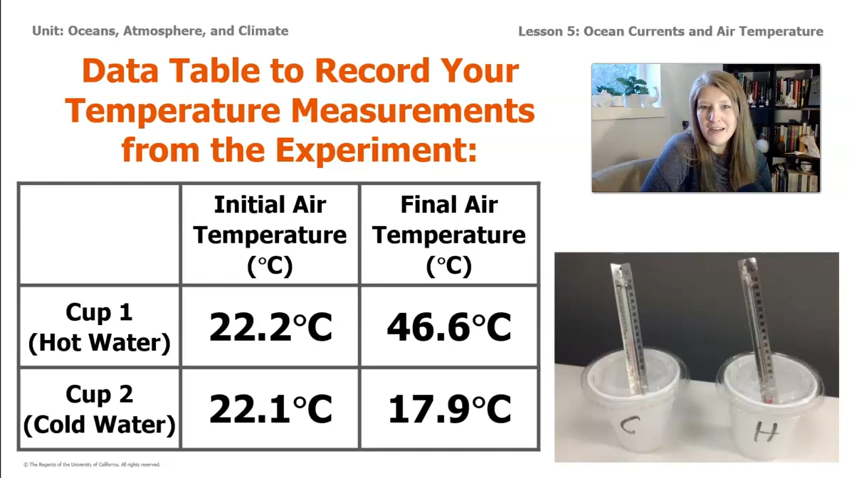 Unit: Oceans, Atmosphere, and Climate
Lesson 5: Ocean Currents and Air Temperature
Data Table to Record Your
Temperature Measurements
from the Experiment:
Initial Air
Temperature
(°C)
Final Air
Temperature
(°C)
Cup 1
(Hot Water)
22.2°C
46.6°C
Cup 2
(Cold Water)
22.1°C
17.9°C
C
H
© The Regents of the University of California. All rights reserved.